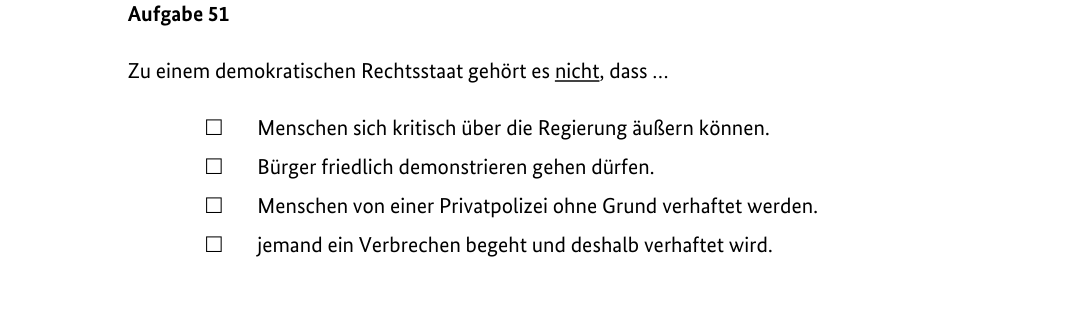 Aufgabe 51
Zu einem demokratischen Rechtsstaat gehört es nicht, dass ...
☐ Menschen sich kritisch über die Regierung äußern können.
☐ Bürger friedlich demonstrieren gehen dürfen.
☐ Menschen von einer Privatpolizei ohne Grund verhaftet werden.
☐ jemand ein Verbrechen begeht und deshalb verhaftet wird.